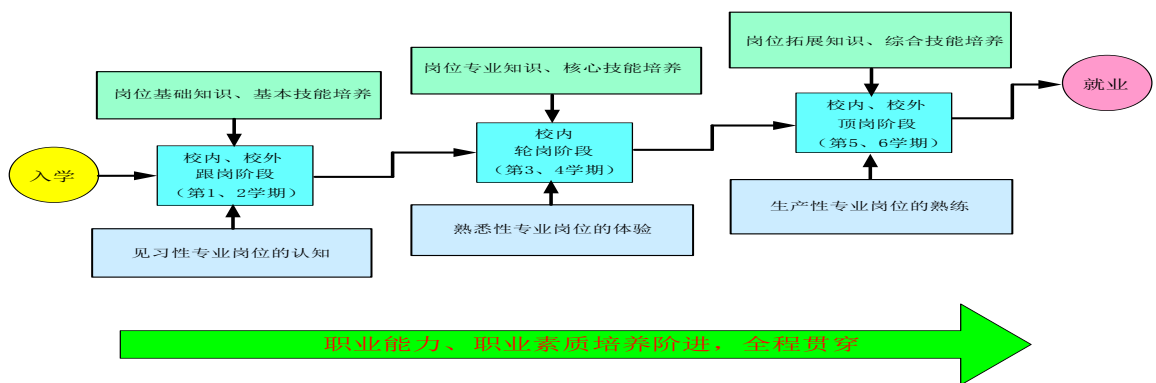 入学
岗位基础知识、基本技能培养
校内、校外
跟岗阶段
（第1、2学期）
见习性专业岗位的认知
岗位专业知识、核心技能培养
校内
轮岗阶段
（第3、4学期）
熟悉性专业岗位的体验
岗位拓展知识、综合技能培养
校内、校外
顶岗阶段
（第5、6学期）
生产性专业岗位的熟练
就业
职业能力、职业素质培养阶进，全程贯穿